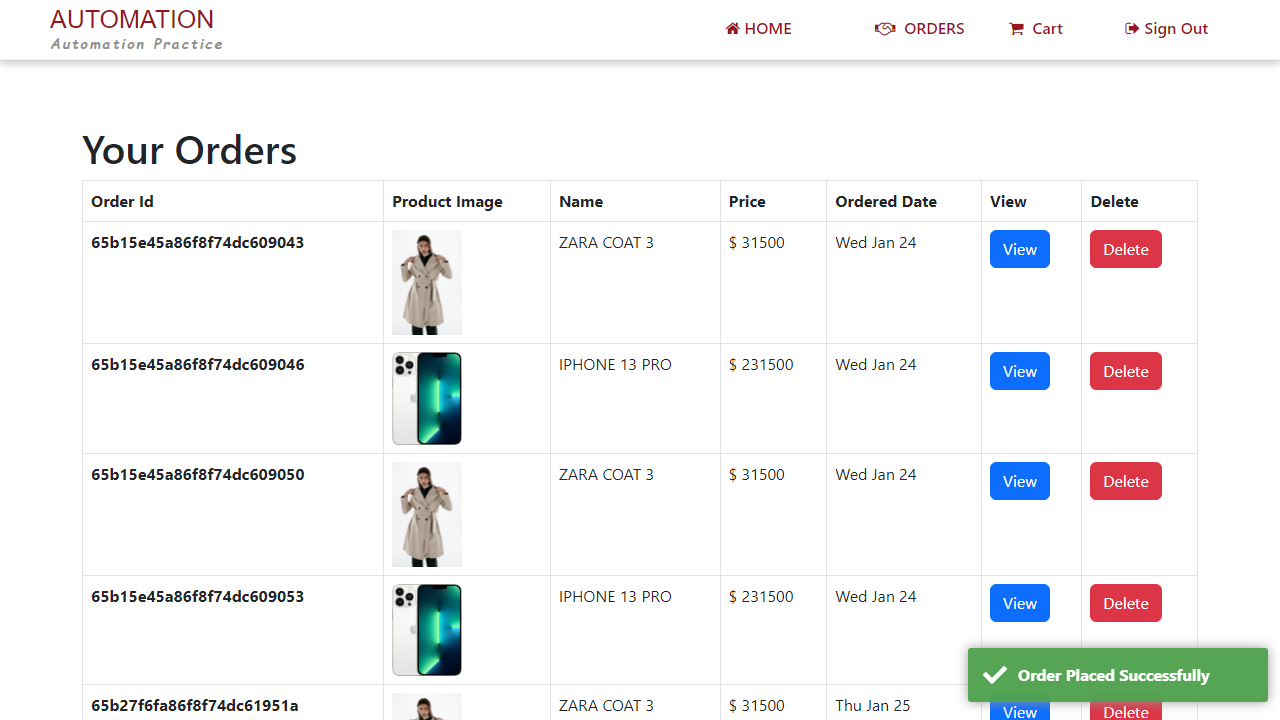 AUTOMATION
Automation Practice
HOME
ORDERS
Cart
Sign Out
Your Orders
Order Id Product Image Name Price Ordered Date View Delete
65b15e45a86f8f74dc609043 ZARA COAT 3 $ 31500 Wed Jan 24 View Delete
65b15e45a86f8f74dc609046 IPHONE 13 PRO $ 231500 Wed Jan 24 View Delete
65b15e45a86f8f74dc609050 ZARA COAT 3 $ 31500 Wed Jan 24 View Delete
65b15e45a86f8f74dc609053 IPHONE 13 PRO $ 231500 Wed Jan 24 View Delete
65b27f6fa86f8f74dc61951a ZARA COAT 3 $ 31500 Thu Jan 25 View Delete
Order Placed Successfully